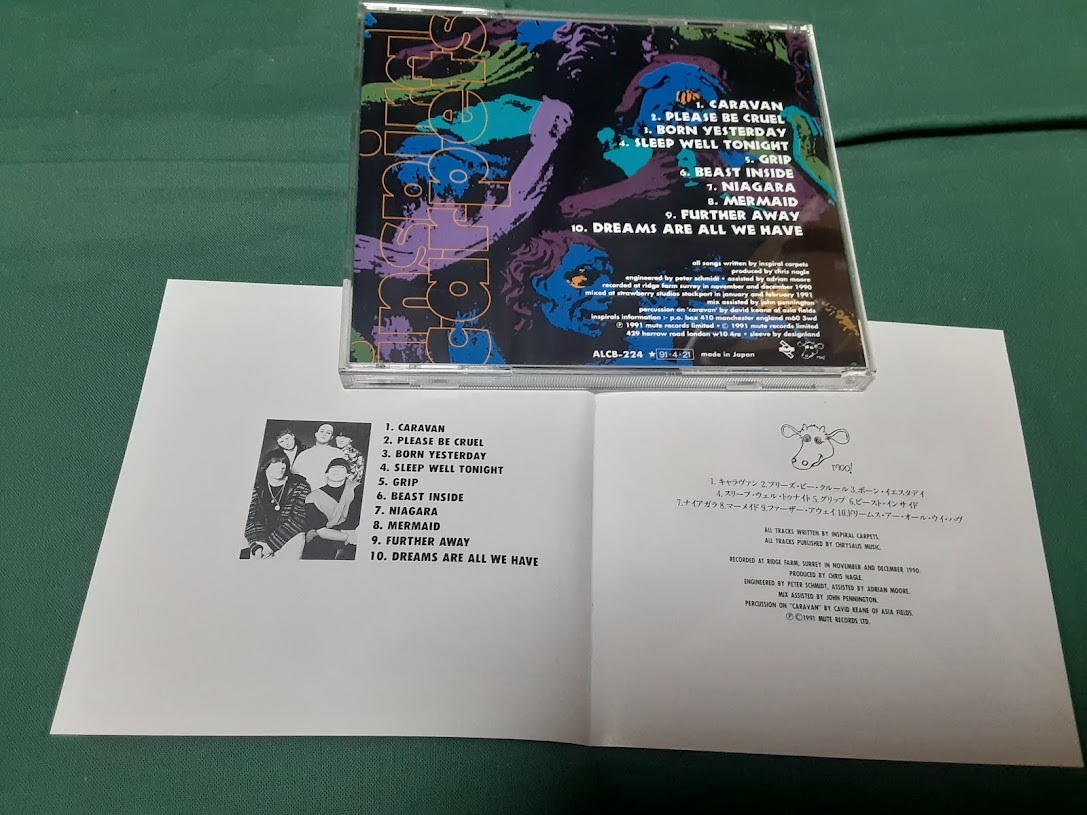 inspiral
carpets
1. CARAVAN
2. PLEASE BE CRUEL
3. BORN YESTERDAY
4. SLEEP WELL TONIGHT
5. GRIP
6. BEAST INSIDE
7. NIAGARA
8. MERMAID
9. FURTHER AWAY
10. DREAMS ARE ALL WE HAVE
all songs written by inspiral carpets
produced by chris nagle
engineered by peter schmidt • assisted by adrian moore
recorded at ridge farm surrey in november and december 1990
mixed at strawberry studios stockport in january and february 1991
mix assisted by john pennington
percussion on 'caravan' by david keane of asia fields
inspirals information :- p.o. box 410 manchester england m60 3wd
℗ 1991 mute records limited • © 1991 mute records limited
429 harrow road london w10 4re • sleeve by designland
ALCB-224 ★ 91・4・21 made in Japan
1. CARAVAN
2. PLEASE BE CRUEL
3. BORN YESTERDAY
4. SLEEP WELL TONIGHT
5. GRIP
6. BEAST INSIDE
7. NIAGARA
8. MERMAID
9. FURTHER AWAY
10. DREAMS ARE ALL WE HAVE
moo!
1. キャラヴァン 2.プリーズ・ビー・クルール 3.ボーン・イエスタデイ
4.スリープ・ウェル・トゥナイト 5.グリップ 6.ビースト・インサイド
7.ナイアガラ 8.マーメイド 9.ファーザー・アウェイ 10.ドリームス・アー・オール・ウィ・ハヴ
ALL TRACKS WRITTEN BY INSPIRAL CARPETS.
ALL TRACKS PUBLISHED BY CHRYSALIS MUSIC.
RECORDED AT RIDGE FARM, SURREY IN NOVEMBER AND DECEMBER 1990.
PRODUCED BY CHRIS NAGLE.
ENGINEERED BY PETER SCHMIDT, ASSISTED BY ADRIAN MOORE.
MIX ASSISTED BY JOHN PENNINGTON.
PERCUSSION ON "CARAVAN" BY CAVID KEANE OF ASIA FIELDS.
℗©1991 MUTE RECORDS LTD.